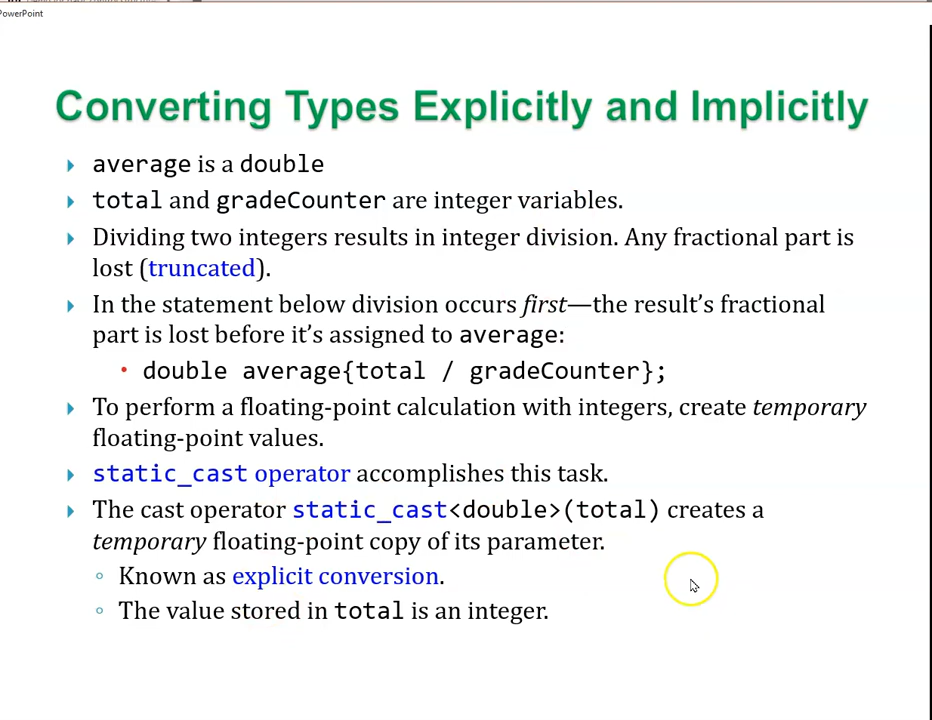 PowerPoint
Converting Types Explicitly and Implicitly
average is a double
total and gradeCounter are integer variables.
Dividing two integers results in integer division. Any fractional part is
lost (truncated).
In the statement below division occurs first—the result’s fractional
part is lost before it’s assigned to average:
double average{total / gradeCounter};
To perform a floating-point calculation with integers, create temporary
floating-point values.
static_cast operator accomplishes this task.
The cast operator static_cast<double>(total) creates a
temporary floating-point copy of its parameter.
Known as explicit conversion.
The value stored in total is an integer.